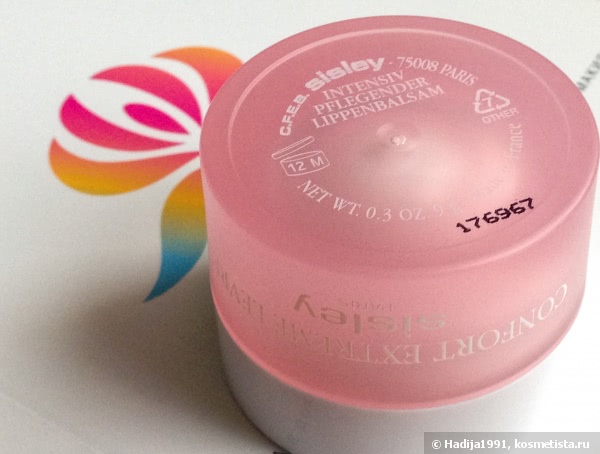 C.F.E.B. sisley - 75008 PARIS
INTENSIV
PFLEGENDER
LIPPENBALSAM
7
OTHER
12 M
NET WT. 0.3 OZ.
176967
CONFORT EXTREME
sisley
PARIS
© Hadija1991, kosmetista.ru